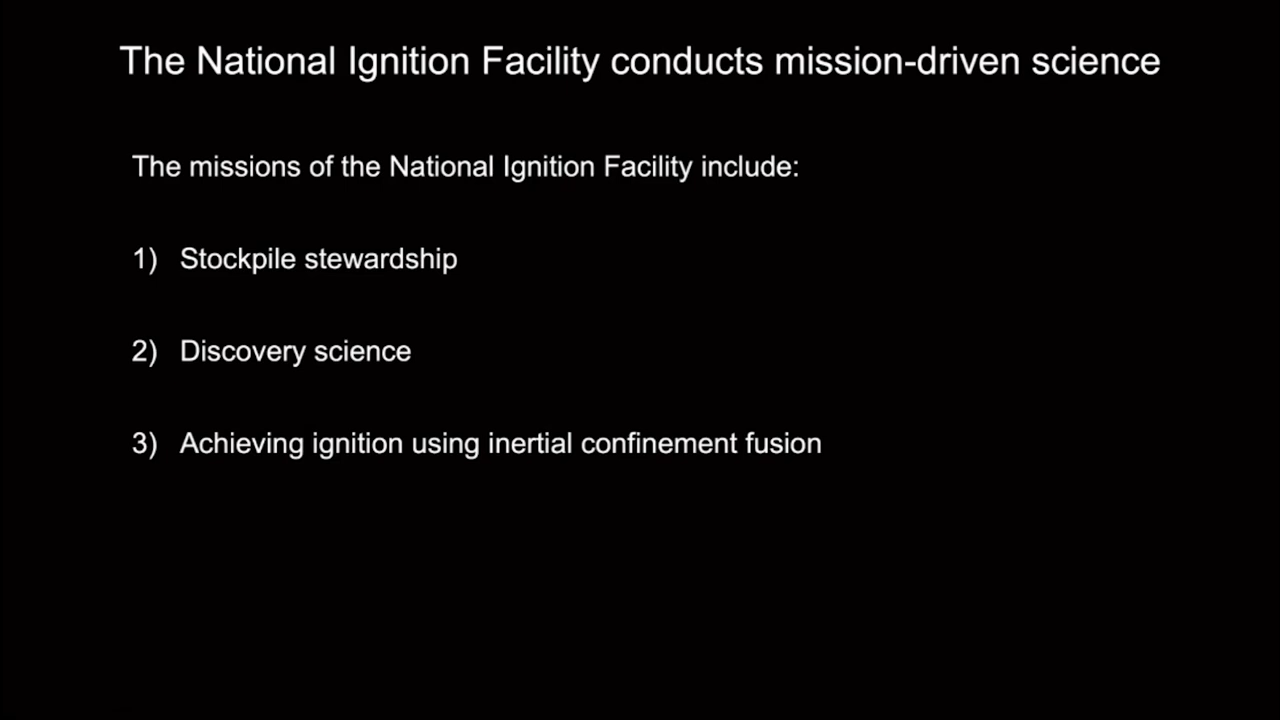 The National Ignition Facility conducts mission-driven science
The missions of the National Ignition Facility include:
1) Stockpile stewardship
2) Discovery science
3) Achieving ignition using inertial confinement fusion